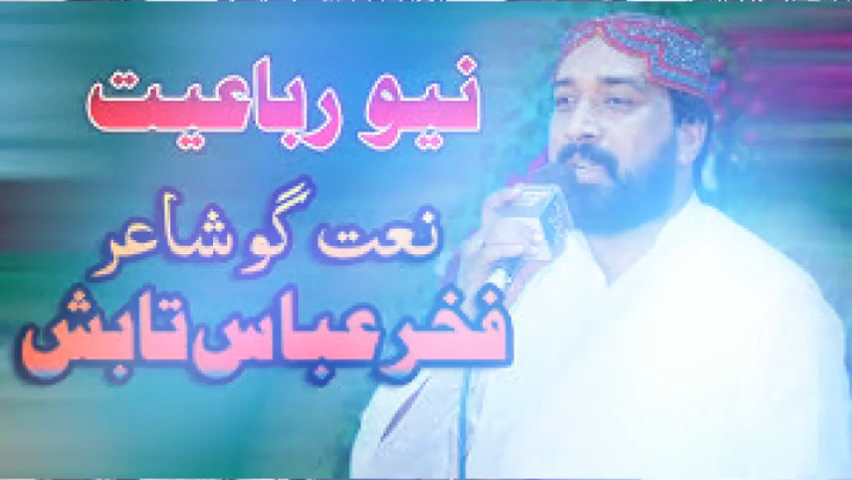 نیو رباعیت
نعت گو شاعر
فخر عباس تابش